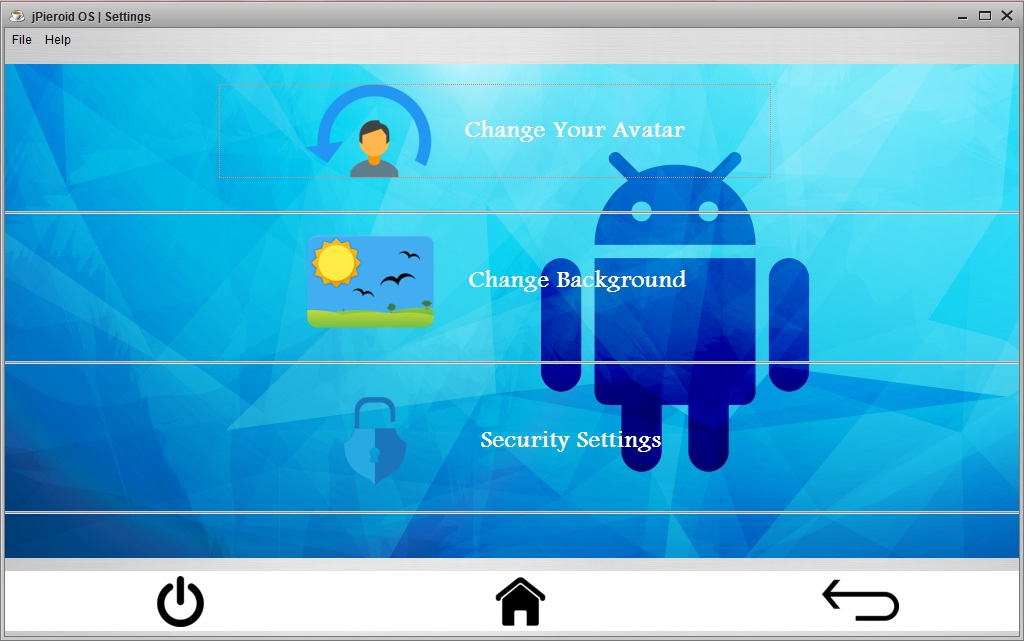 jPieroid OS | Settings
File Help
Change Your Avatar
Change Background
Security Settings